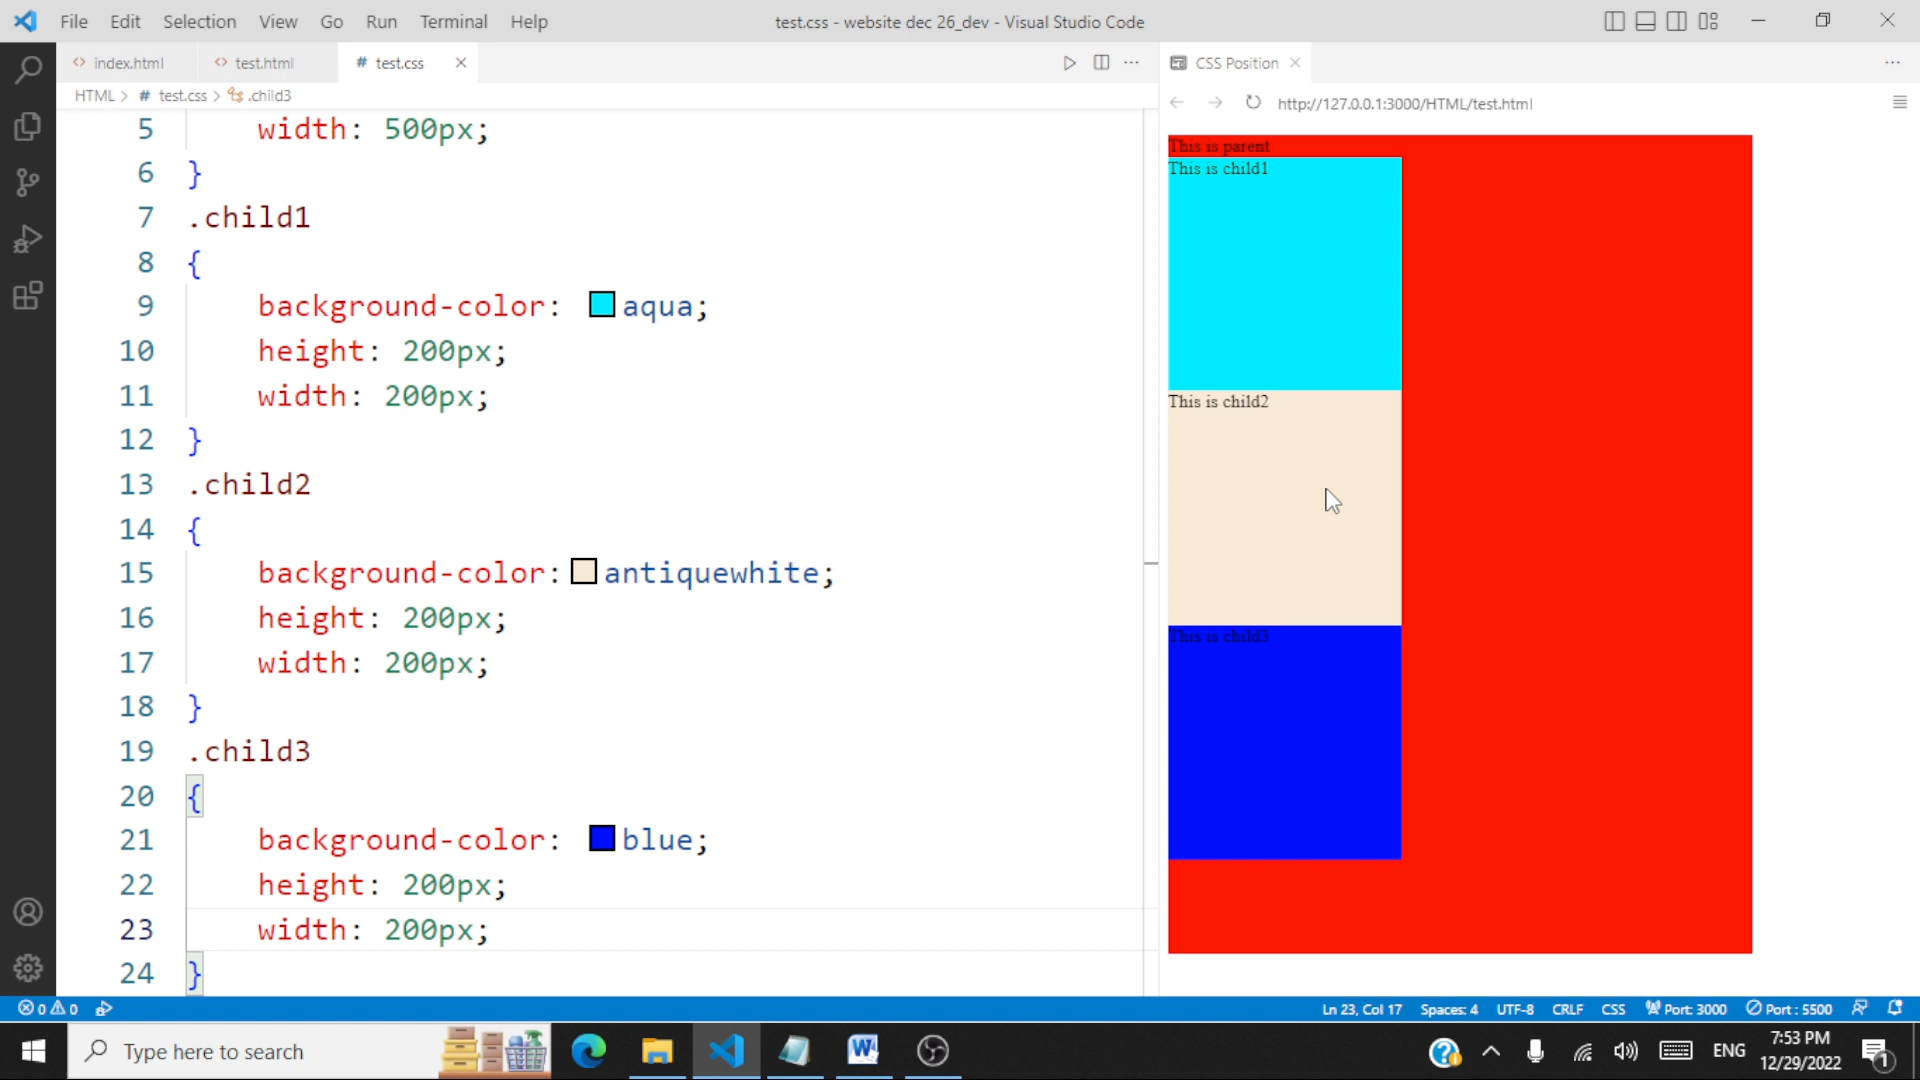 File Edit Selection View Go Run Terminal Help
test.css - website dec 26_dev - Visual Studio Code
index.html test.html # test.css
HTML > # test.css > .child3
5 width: 500px;
6 }
7 .child1
8 {
9 background-color: aqua;
10 height: 200px;
11 width: 200px;
12 }
13 .child2
14 {
15 background-color: antiquewhite;
16 height: 200px;
17 width: 200px;
18 }
19 .child3
20 {
21 background-color: blue;
22 height: 200px;
23 width: 200px;
24 }
CSS Position
http://127.0.0.1:3000/HTML/test.html
This is parent
This is child1
This is child2
This is child3
0 0
Ln 23, Col 17 Spaces: 4 UTF-8 CRLF CSS Port: 3000 Port : 5500
Type here to search
ENG
7:53 PM
12/29/2022
1